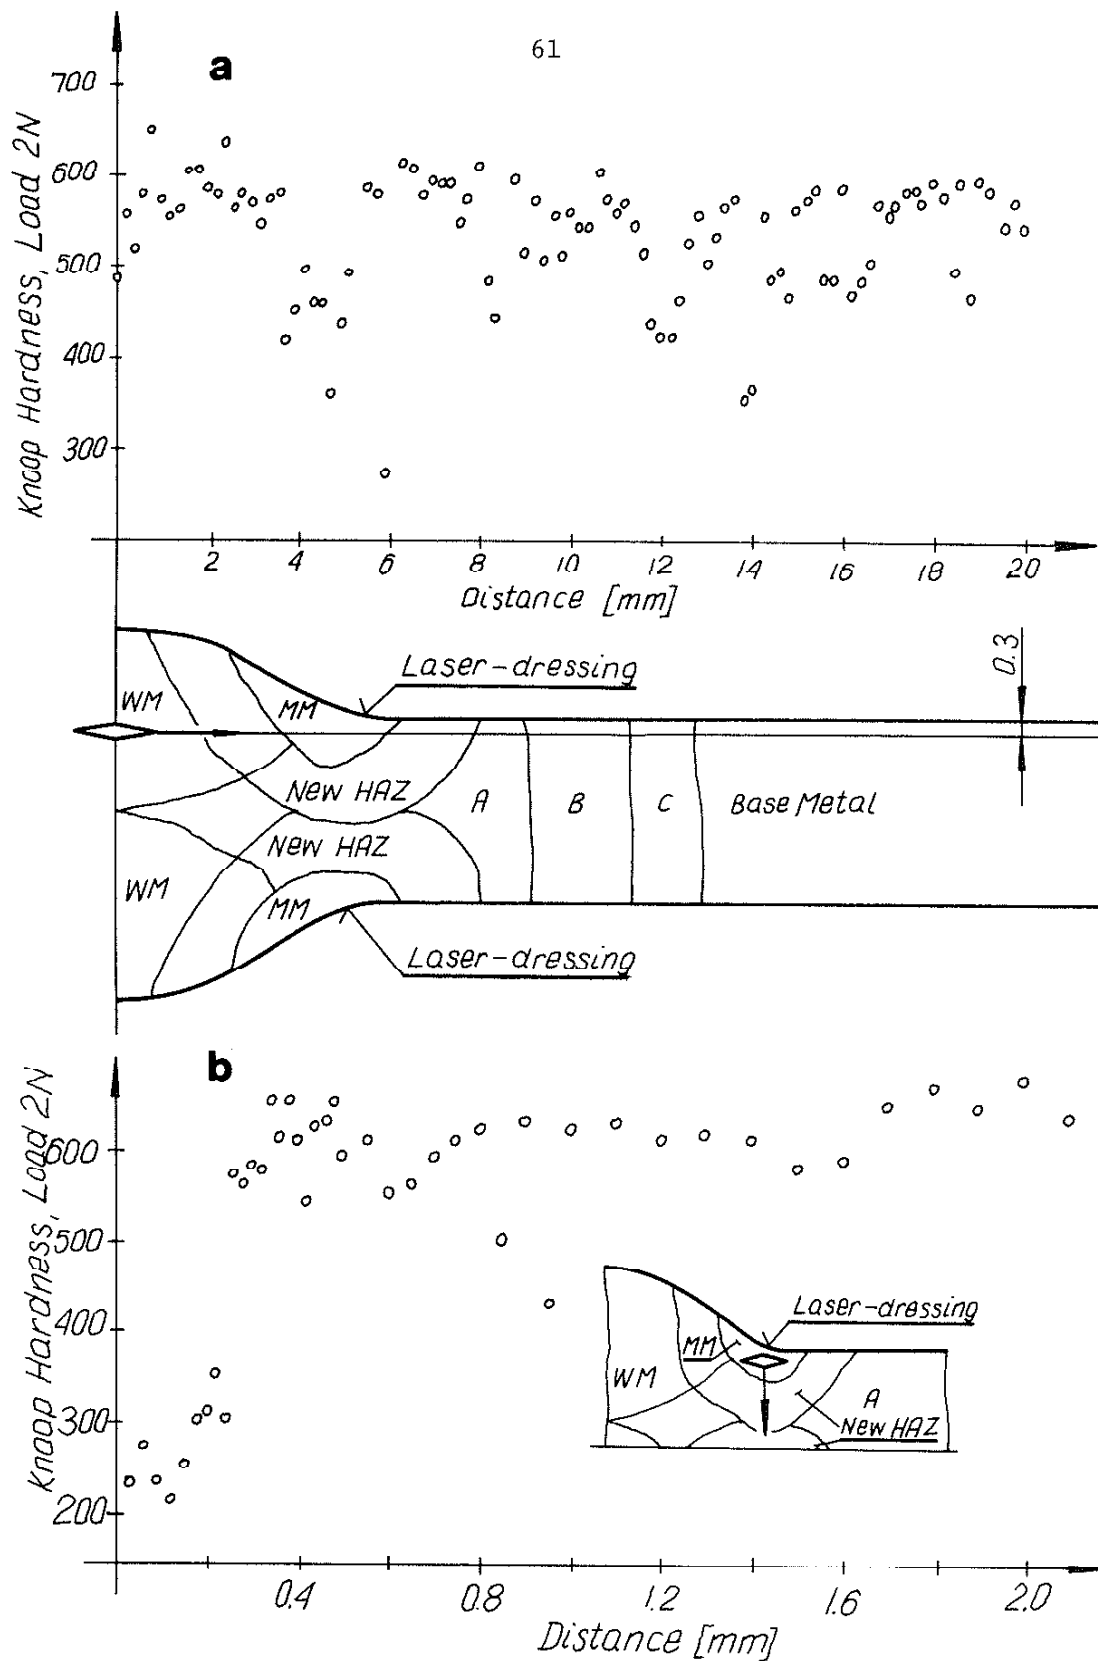 61
a
Knoop Hardness, Load 2N
700
600
500
400
300
2 4 6 8 10 12 14 16 18 20
Distance [mm]
Laser-dressing
0.3
WM
MM
New HAZ
A
B
C
Base Metal
New HAZ
WM
MM
Laser-dressing
b
Knoop Hardness, Load 2N
600
500
400
300
200
Laser-dressing
MM
WM
A
New HAZ
0.4 0.8 1.2 1.6 2.0
Distance [mm]